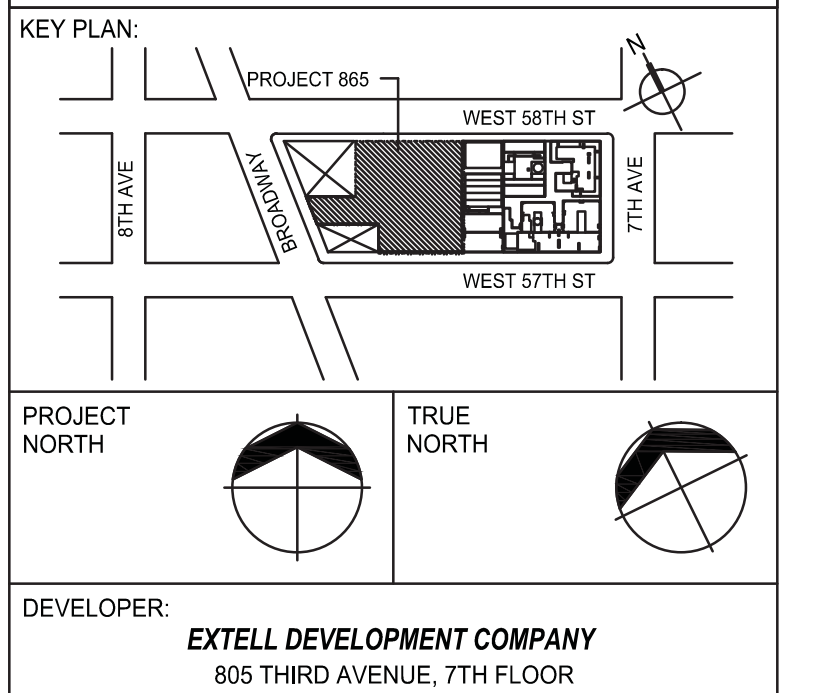 KEY PLAN:
N
PROJECT 865
WEST 58TH ST
8TH AVE
BROADWAY
7TH AVE
WEST 57TH ST
PROJECT
NORTH
TRUE
NORTH
DEVELOPER:
EXTELL DEVELOPMENT COMPANY
805 THIRD AVENUE, 7TH FLOOR